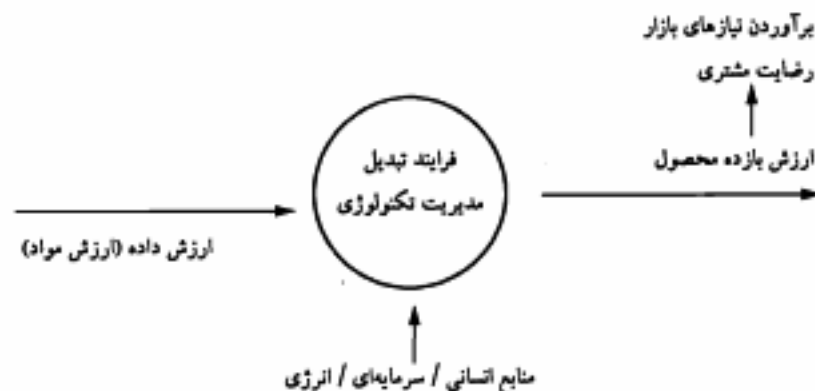 برآوردن نیازهای بازار
رضایت مشتری
ارزش بازده محصول
فرایند تبدیل
مدیریت تکنولوژی
ارزش داده (ارزش مواد)
منابع انسانی / سرمایه‌ای / انرژی